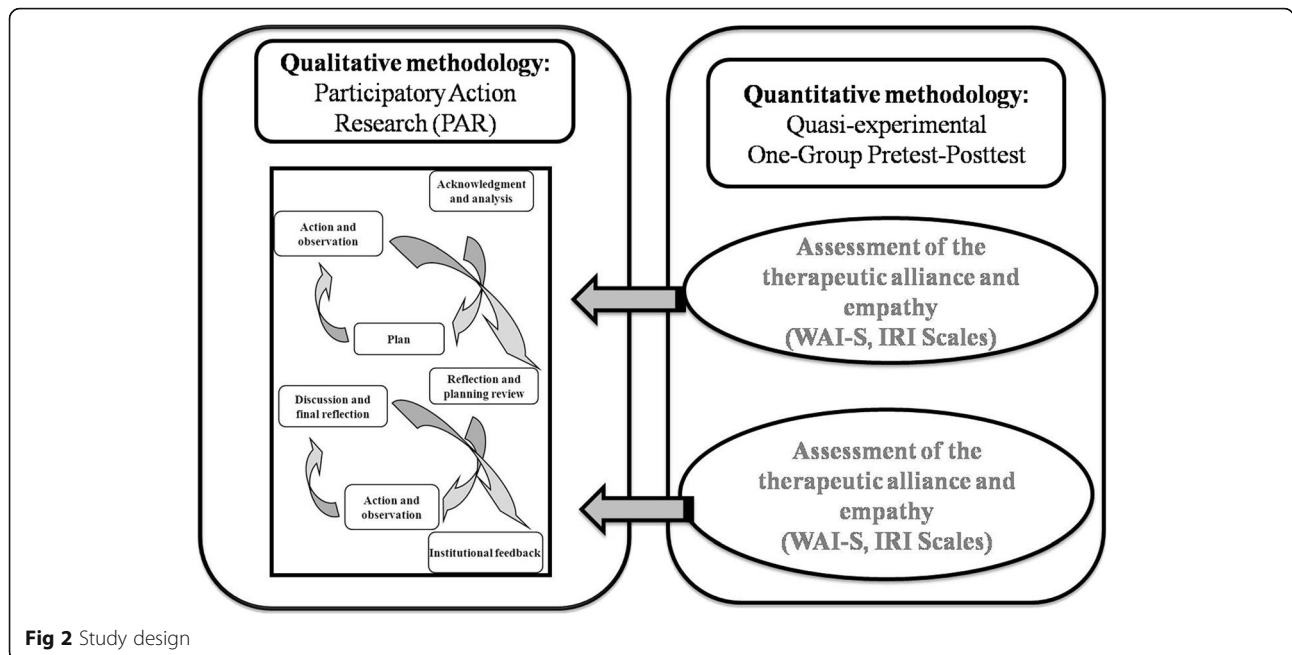 Qualitative methodology:
Participatory Action
Research (PAR)
Acknowledgment
and analysis
Action and
observation
Plan
Reflection and
planning review
Discussion and
final reflection
Action and
observation
Institutional feedback
Quantitative methodology:
Quasi-experimental
One-Group Pretest-Posttest
Assessment of the
therapeutic alliance and
empathy
(WAI-S, IRI Scales)
Assessment of the
therapeutic alliance and
empathy
(WAI-S, IRI Scales)
Fig 2 Study design